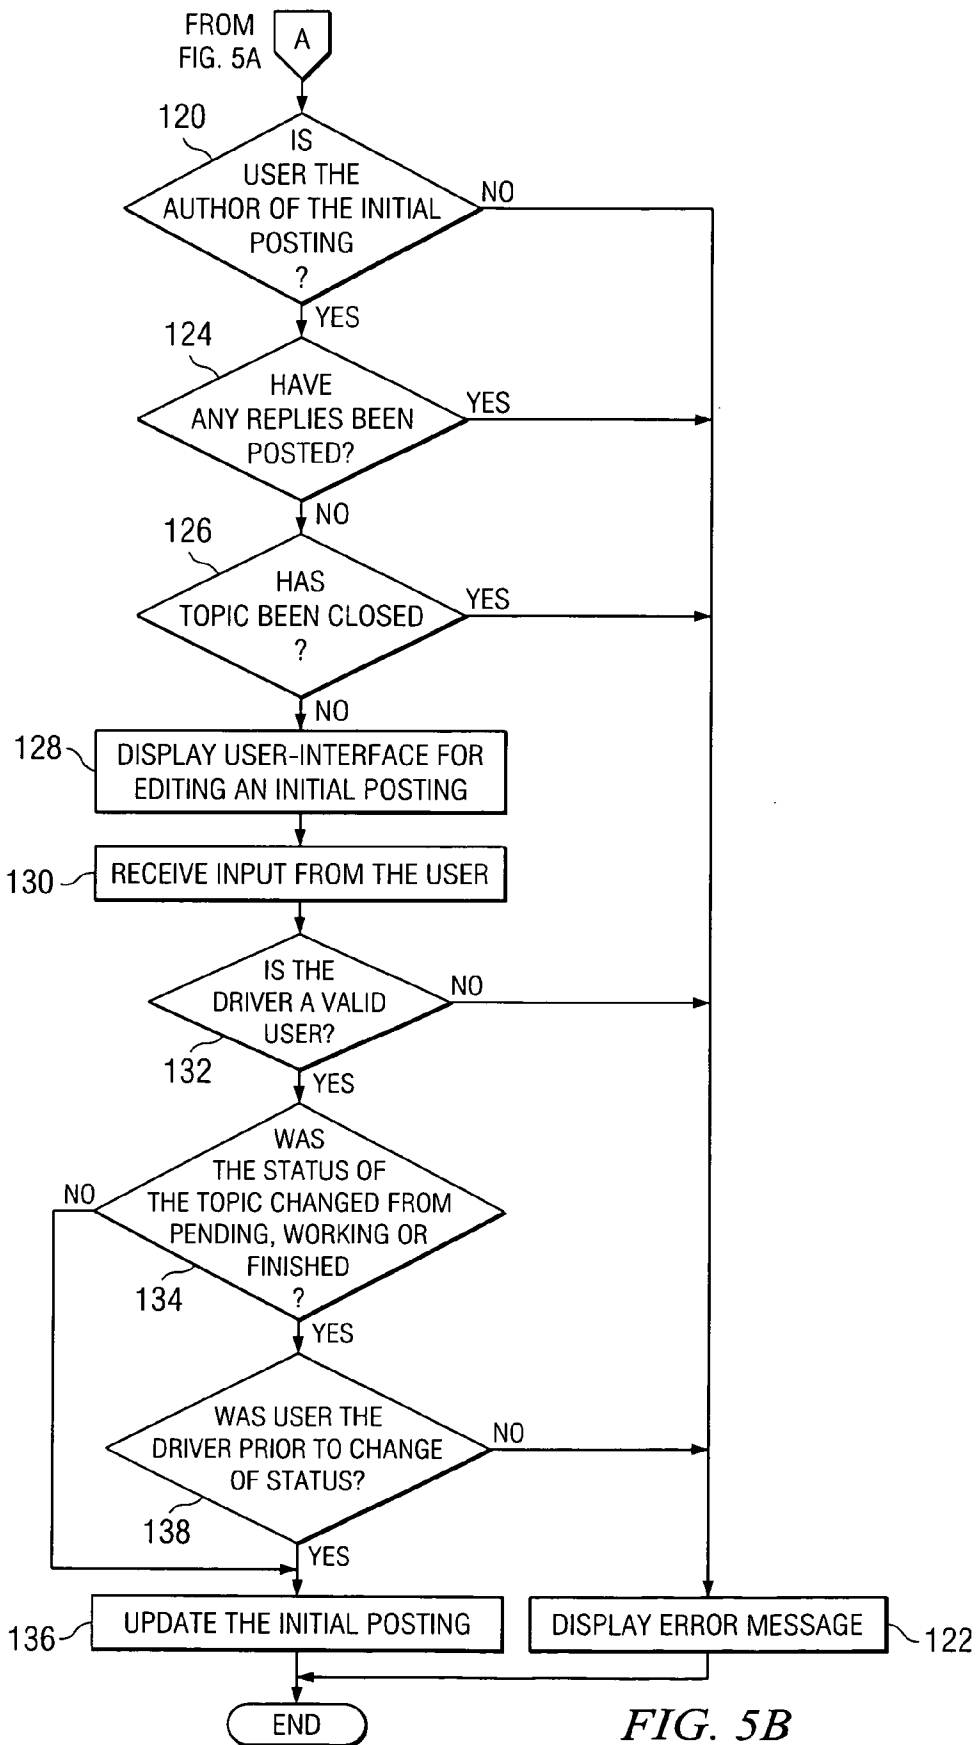 FROM
FIG. 5A
A
120
IS
USER THE
AUTHOR OF THE INITIAL
POSTING
?
NO
YES
124
HAVE
ANY REPLIES BEEN
POSTED?
YES
NO
126
HAS
TOPIC BEEN CLOSED
?
YES
NO
128
DISPLAY USER-INTERFACE FOR
EDITING AN INITIAL POSTING
130
RECEIVE INPUT FROM THE USER
IS THE
DRIVER A VALID
USER?
NO
132
YES
WAS
THE STATUS OF
THE TOPIC CHANGED FROM
PENDING, WORKING OR
FINISHED
?
NO
134
YES
WAS USER THE
DRIVER PRIOR TO CHANGE
OF STATUS?
NO
138
YES
136
UPDATE THE INITIAL POSTING
DISPLAY ERROR MESSAGE
122
END
FIG. 5B